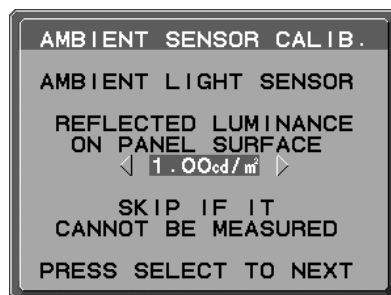 AMBIENT SENSOR CALIB.
AMBIENT LIGHT SENSOR
REFLECTED LUMINANCE
ON PANEL SURFACE
1.00cd/㎡
SKIP IF IT
CANNOT BE MEASURED
PRESS SELECT TO NEXT